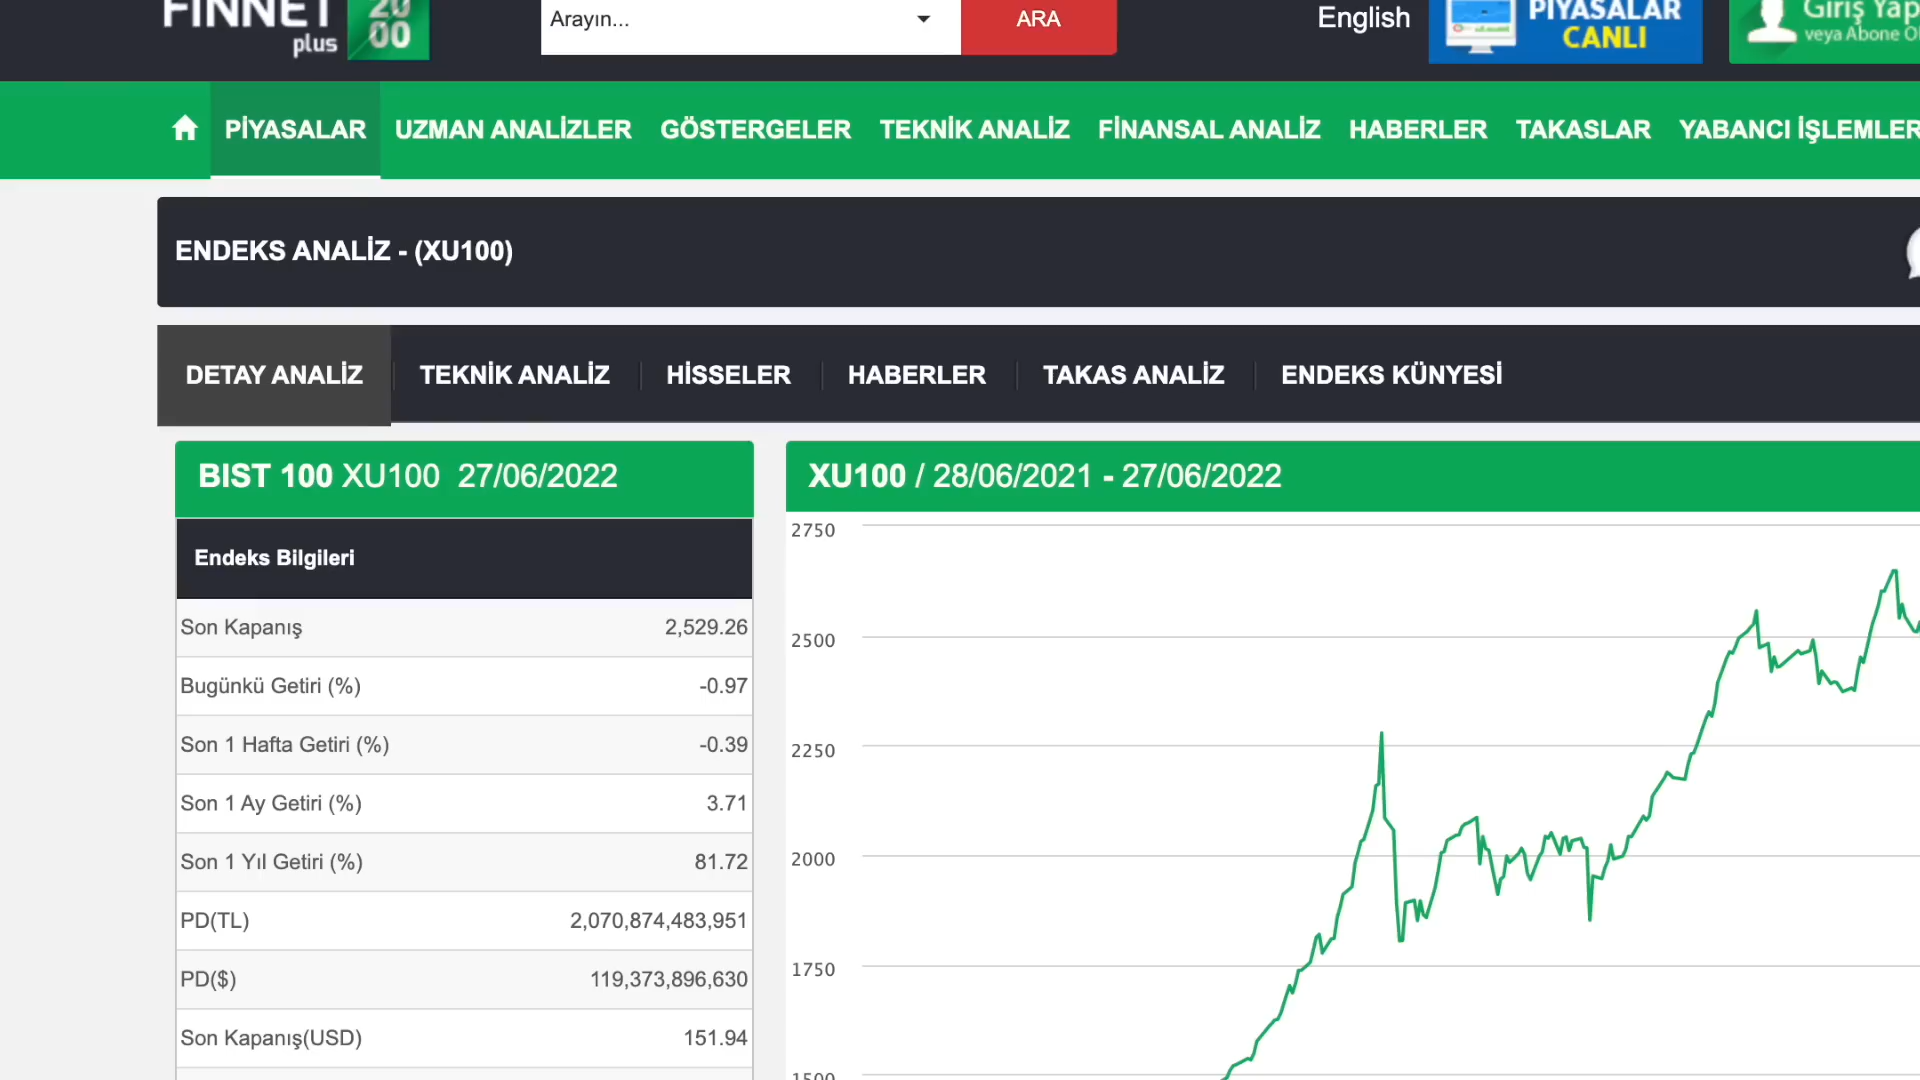 FINNET 2000
plus
Arayın...
ARA
English
PİYASALAR
CANLI
Giriş Yap
veya Abone
PİYASALAR
UZMAN ANALİZLER
GÖSTERGELER
TEKNİK ANALİZ
FİNANSAL ANALİZ
HABERLER
TAKASLAR
YABANCI İŞLEMLER
ENDEKS ANALİZ - (XU100)
DETAY ANALİZ
TEKNİK ANALİZ
HİSSELER
HABERLER
TAKAS ANALİZ
ENDEKS KÜNYESİ
BIST 100 XU100 27/06/2022
Endeks Bilgileri
Son Kapanış 2,529.26
Bugünkü Getiri (%) -0.97
Son 1 Hafta Getiri (%) -0.39
Son 1 Ay Getiri (%) 3.71
Son 1 Yıl Getiri (%) 81.72
PD(TL) 2,070,874,483,951
PD($) 119,373,896,630
Son Kapanış(USD) 151.94
XU100 / 28/06/2021 - 27/06/2022
2750
2500
2250
2000
1750
1500